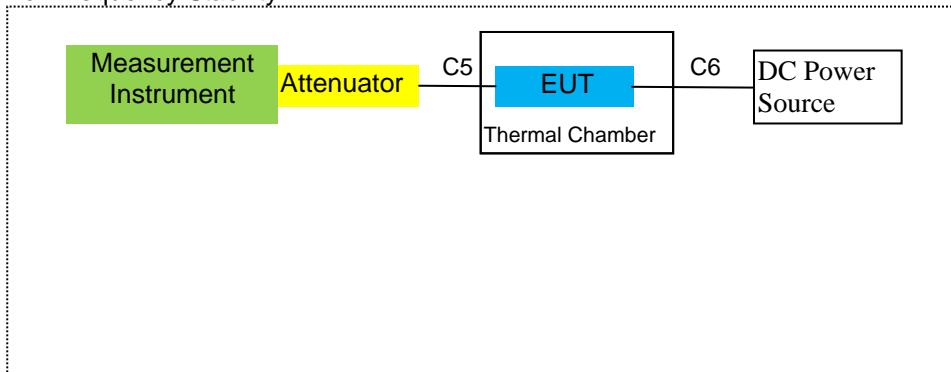 Measurement
Instrument
Attenuator
C5
EUT
Thermal Chamber
C6
DC Power
Source